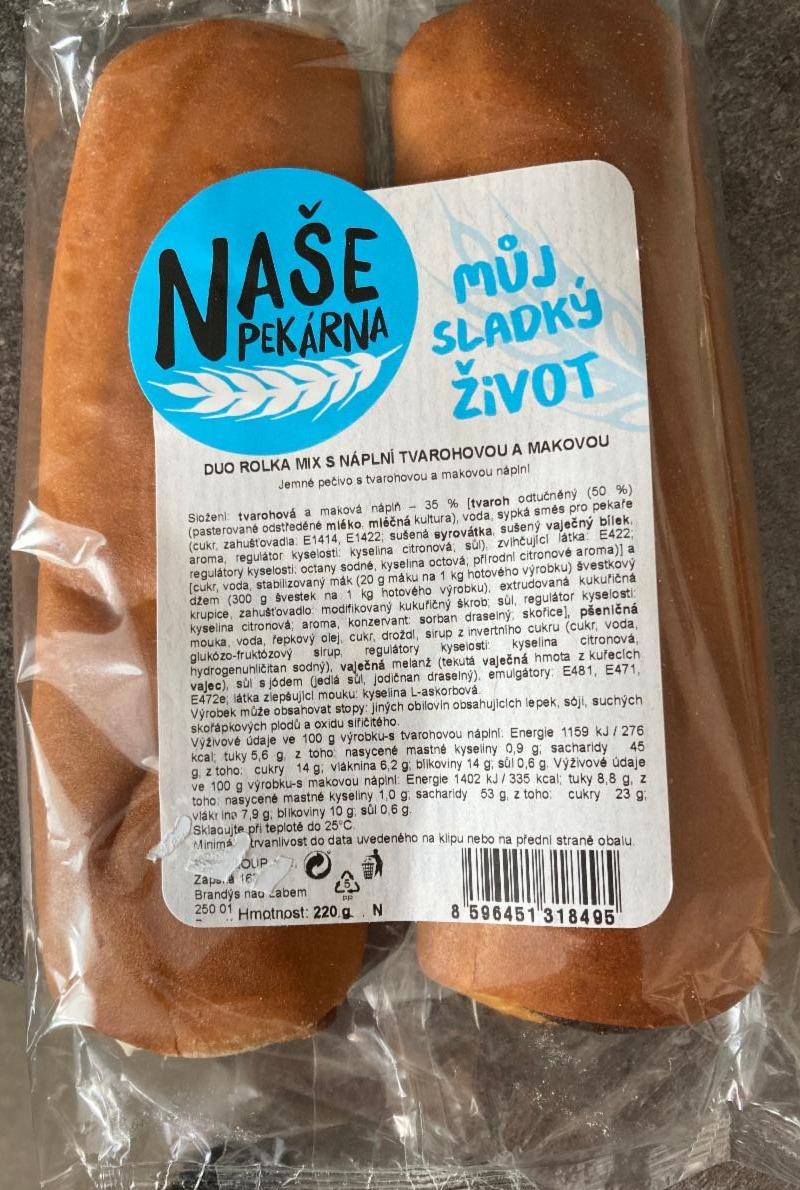 NAŠE
PEKÁRNA
MŮJ
SLADKÝ
ŽiVOT
DUO ROLKA MIX S NÁPLNÍ TVAROHOVOU A MAKOVOU
Jemné pečivo s tvarohovou a makovou náplní
Složení: tvarohová a maková náplň – 35 % [tvaroh odtučněný (50 %)
(pasterované odstředěné mléko, mléčná kultura), voda, sypká směs pro pekaře
(cukr, zahušťovadla: E1414, E1422; sušená syrovátka, sušený vaječný bílek,
aroma, regulátor kyselosti: kyselina citronová; sůl), zvlhčující látka: E422;
regulátory kyselosti: octany sodné, kyselina octová; přírodní citronové aroma)] a
[cukr, voda, stabilizovaný mák (20 g máku na 1 kg hotového výrobku) švestkový
džem (300 g švestek na 1 kg hotového výrobku), extrudovaná kukuřičná
krupice, zahušťovadlo: modifikovaný kukuřičný škrob; sůl, regulátor kyselosti:
kyselina citronová; aroma, konzervant: sorban draselný; skořice], pšeničná
mouka, voda, řepkový olej, cukr, droždí, sirup z invertního cukru (cukr, voda,
glukózo-fruktózový sirup, regulátory kyselosti: kyselina citronová,
hydrogenuhličitan sodný), vaječná melanž (tekutá vaječná hmota z kuřecích
vajec), sůl s jódem (jedlá sůl, jodičnan draselný), emulgátory: E481, E471,
E472e; látka zlepšující mouku: kyselina L-askorbová.
Výrobek může obsahovat stopy: jiných obilovin obsahujících lepek, sóji, suchých
skořápkových plodů a oxidu siřičitého.
Výživové údaje ve 100 g výrobku-s tvarohovou náplní: Energie 1159 kJ / 276
kcal; tuky 5,6 g, z toho: nasycené mastné kyseliny 0,9 g; sacharidy 45
g, z toho: cukry 14 g; vláknina 6,2 g; bílkoviny 14 g; sůl 0,6 g. Výživové údaje
ve 100 g výrobku-s makovou náplní: Energie 1402 kJ / 335 kcal; tuky 8,8 g, z
toho: nasycené mastné kyseliny 1,0 g; sacharidy 53 g, z toho: cukry 23 g;
vláknina 7,9 g; bílkoviny 10 g; sůl 0,6 g.
Skladujte při teplotě do 25°C.
trvanlivost do data uvedeného na klipu nebo na přední straně obalu.
Brandýs nad Labem
250 01
Hmotnost: 220 g N
5
PP
8 596451 318495